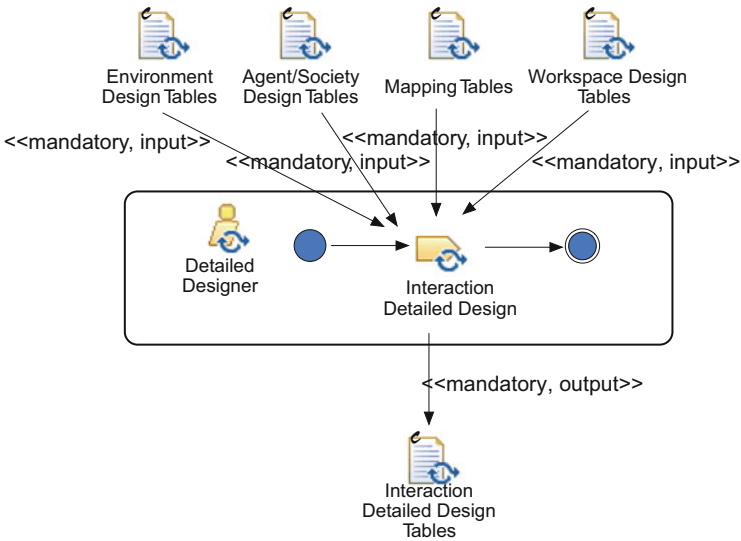 Environment
Design Tables
Agent/Society
Design Tables
Mapping Tables
Workspace Design
Tables
<<mandatory, input>>
<<mandatory, input>>
<<mandatory, input>>
<<mandatory, input>>
Detailed
Designer
Interaction
Detailed Design
<<mandatory, output>>
Interaction
Detailed Design
Tables